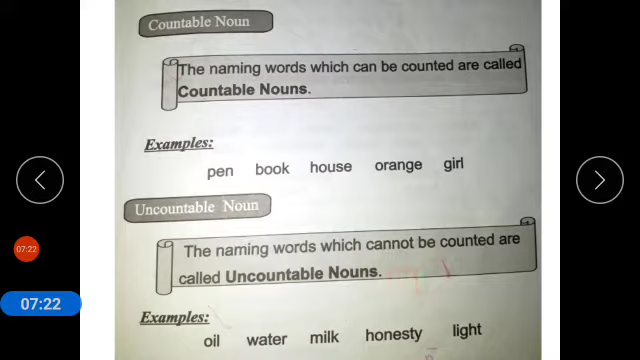 Countable Noun
The naming words which can be counted are called
Countable Nouns.
Examples:
pen book house orange girl
Uncountable Noun
07:22
The naming words which cannot be counted are
called Uncountable Nouns.
07:22
Examples:
oil water milk honesty light